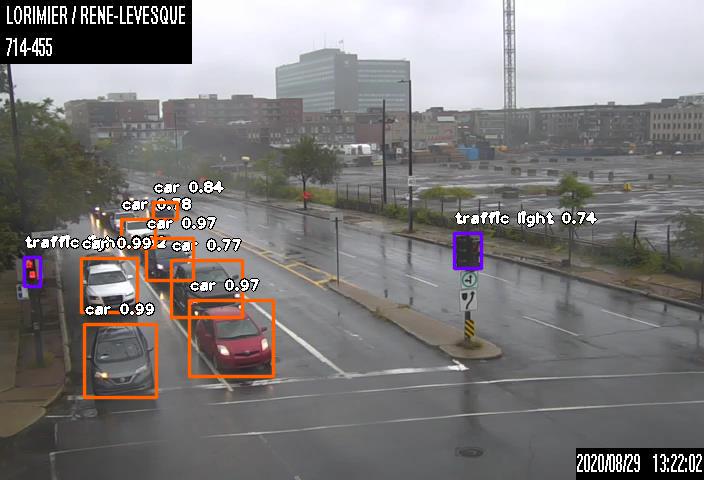 LORIMIER / RENE-LEVESQUE
714-455
car 0.84
car 0.78
car 0.97
traffic light 0.74
car 0.99
car 0.77
car 0.97
car 0.99
2020/08/29 13:22:02